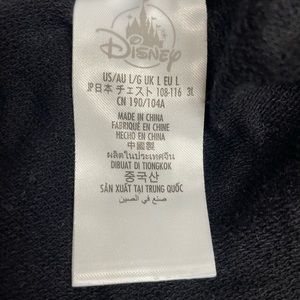 Disney
US/AU L/G UK L EU L
JP日本 チェスト 108-116 3L
CN 190/104A
MADE IN CHINA
FABRIQUÉ EN CHINE
HECHO EN CHINA
中國製
ผลิตในประเทศจีน
DIBUAT DI TIONGKOK
중국산
SẢN XUẤT TẠI TRUNG QUỐC
صنع في الصين